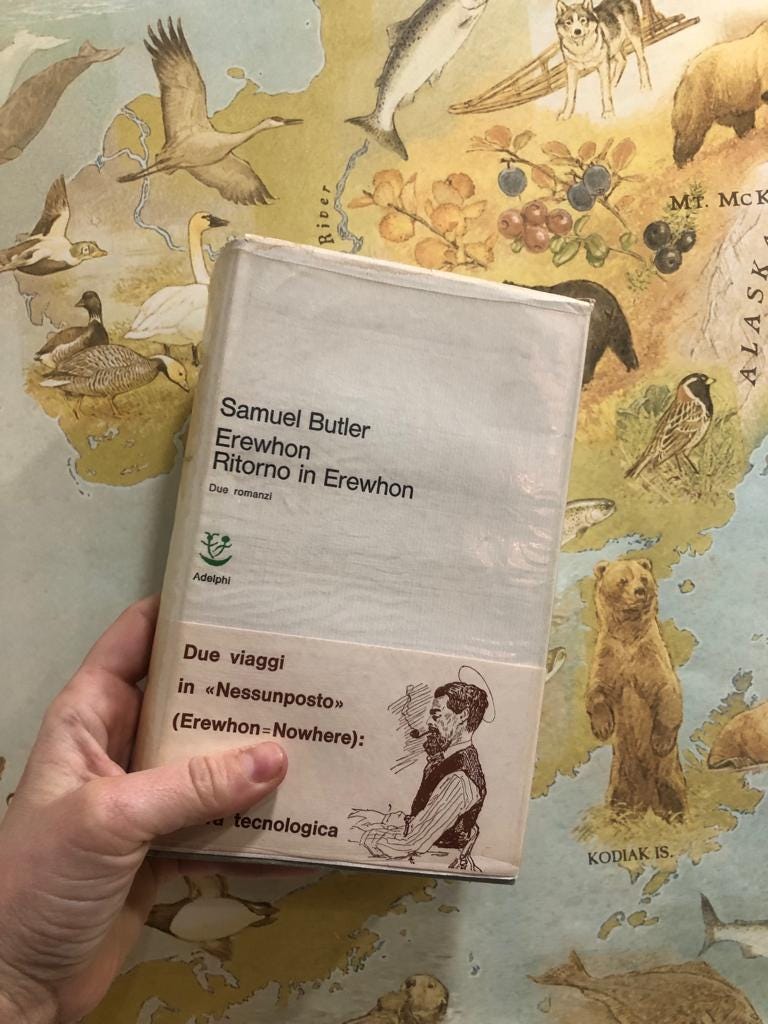 River
MT. McK
ALASKA
Samuel Butler
Erewhon
Ritorno in Erewhon
Due romanzi
Adelphi
Due viaggi
in «Nessunposto»
(Erewhon=Nowhere):
tecnologica
KODIAK IS.